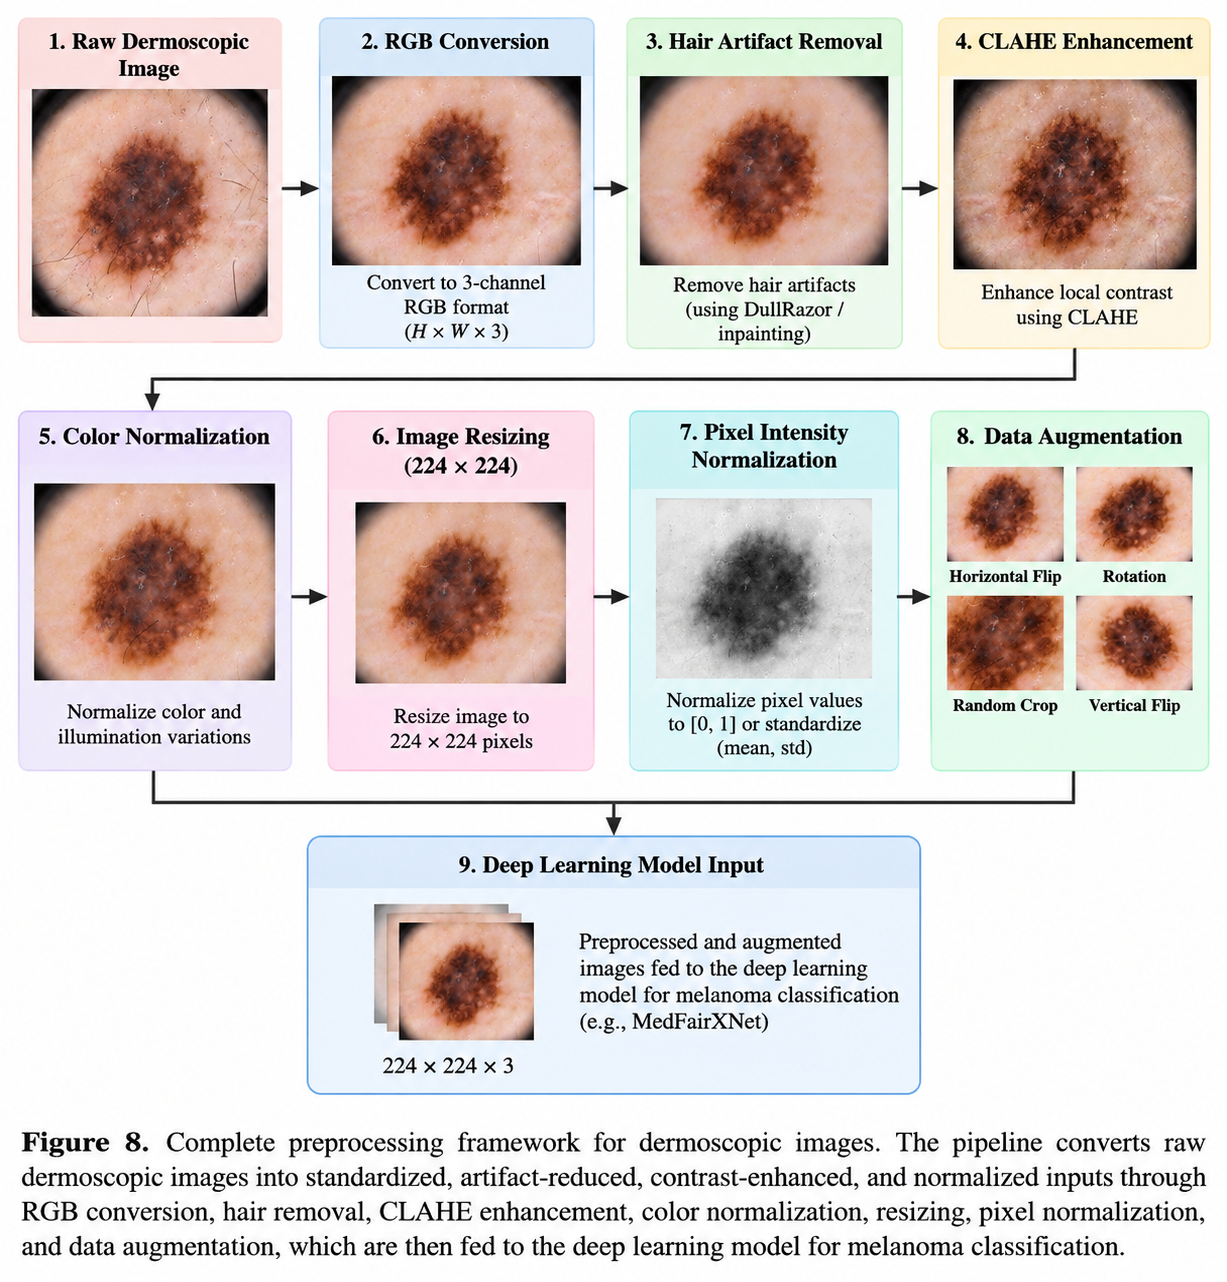 1. Raw Dermoscopic
Image
2. RGB Conversion
Convert to 3-channel
RGB format
(H × W × 3)
3. Hair Artifact Removal
Remove hair artifacts
(using DullRazor /
inpainting)
4. CLAHE Enhancement
Enhance local contrast
using CLAHE
5. Color Normalization
Normalize color and
illumination variations
6. Image Resizing
(224 × 224)
Resize image to
224 × 224 pixels
7. Pixel Intensity
Normalization
Normalize pixel values
to [0, 1] or standardize
(mean, std)
8. Data Augmentation
Horizontal Flip
Rotation
Random Crop
Vertical Flip
9. Deep Learning Model Input
224 × 224 × 3
Preprocessed and augmented
images fed to the deep learning
model for melanoma classification
(e.g., MedFairXNet)
Figure 8. Complete preprocessing framework for dermoscopic images. The pipeline converts raw
dermoscopic images into standardized, artifact-reduced, contrast-enhanced, and normalized inputs through
RGB conversion, hair removal, CLAHE enhancement, color normalization, resizing, pixel normalization,
and data augmentation, which are then fed to the deep learning model for melanoma classification.